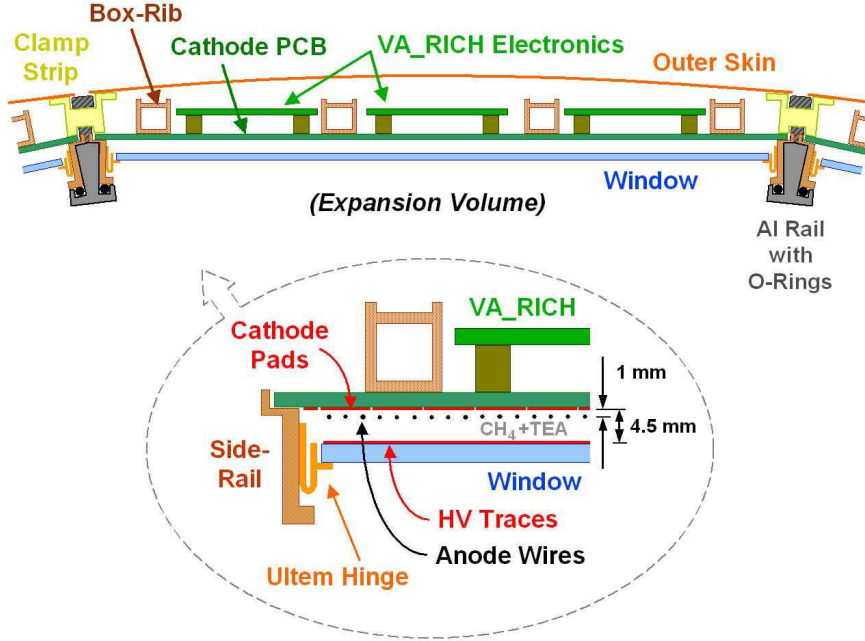 Box-Rib
Clamp
Strip
Cathode PCB
VA_RICH Electronics
Outer Skin
Window
(Expansion Volume)
Al Rail
with
O-Rings
VA_RICH
Cathode
Pads
1 mm
CH₄+TEA
4.5 mm
Side-
Rail
Window
HV Traces
Anode Wires
Ultem Hinge